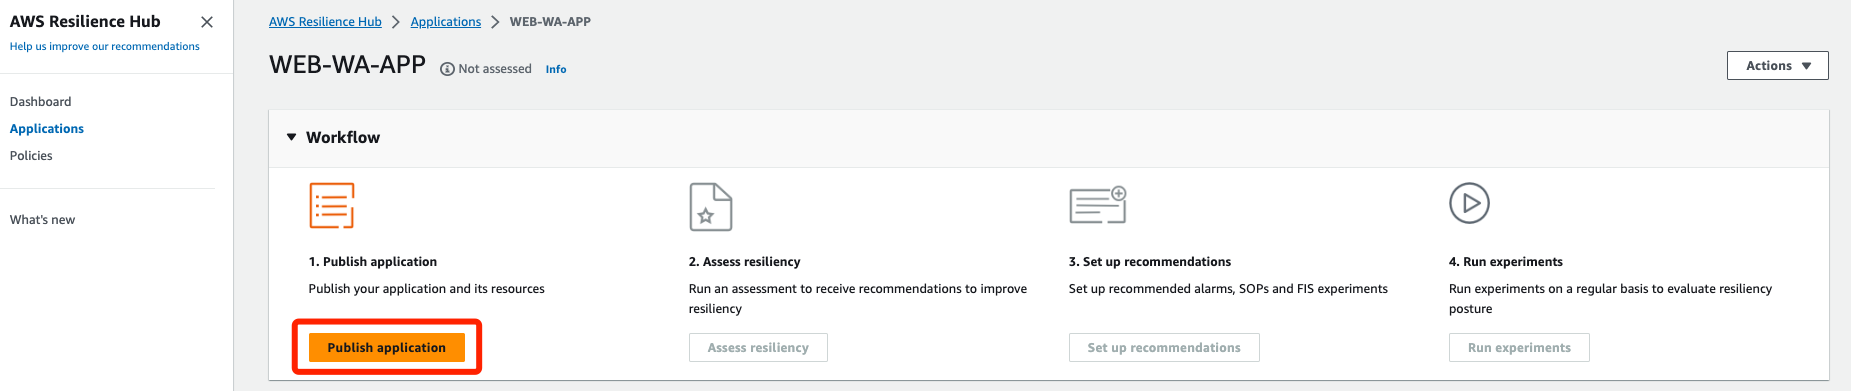 AWS Resilience Hub
Help us improve our recommendations
Dashboard
Applications
Policies
What's new
AWS Resilience Hub > Applications > WEB-WA-APP
WEB-WA-APP Not assessed Info
Actions
Workflow
1. Publish application
Publish your application and its resources
Publish application
2. Assess resiliency
Run an assessment to receive recommendations to improve
resiliency
Assess resiliency
3. Set up recommendations
Set up recommended alarms, SOPs and FIS experiments
Set up recommendations
4. Run experiments
Run experiments on a regular basis to evaluate resiliency
posture
Run experiments